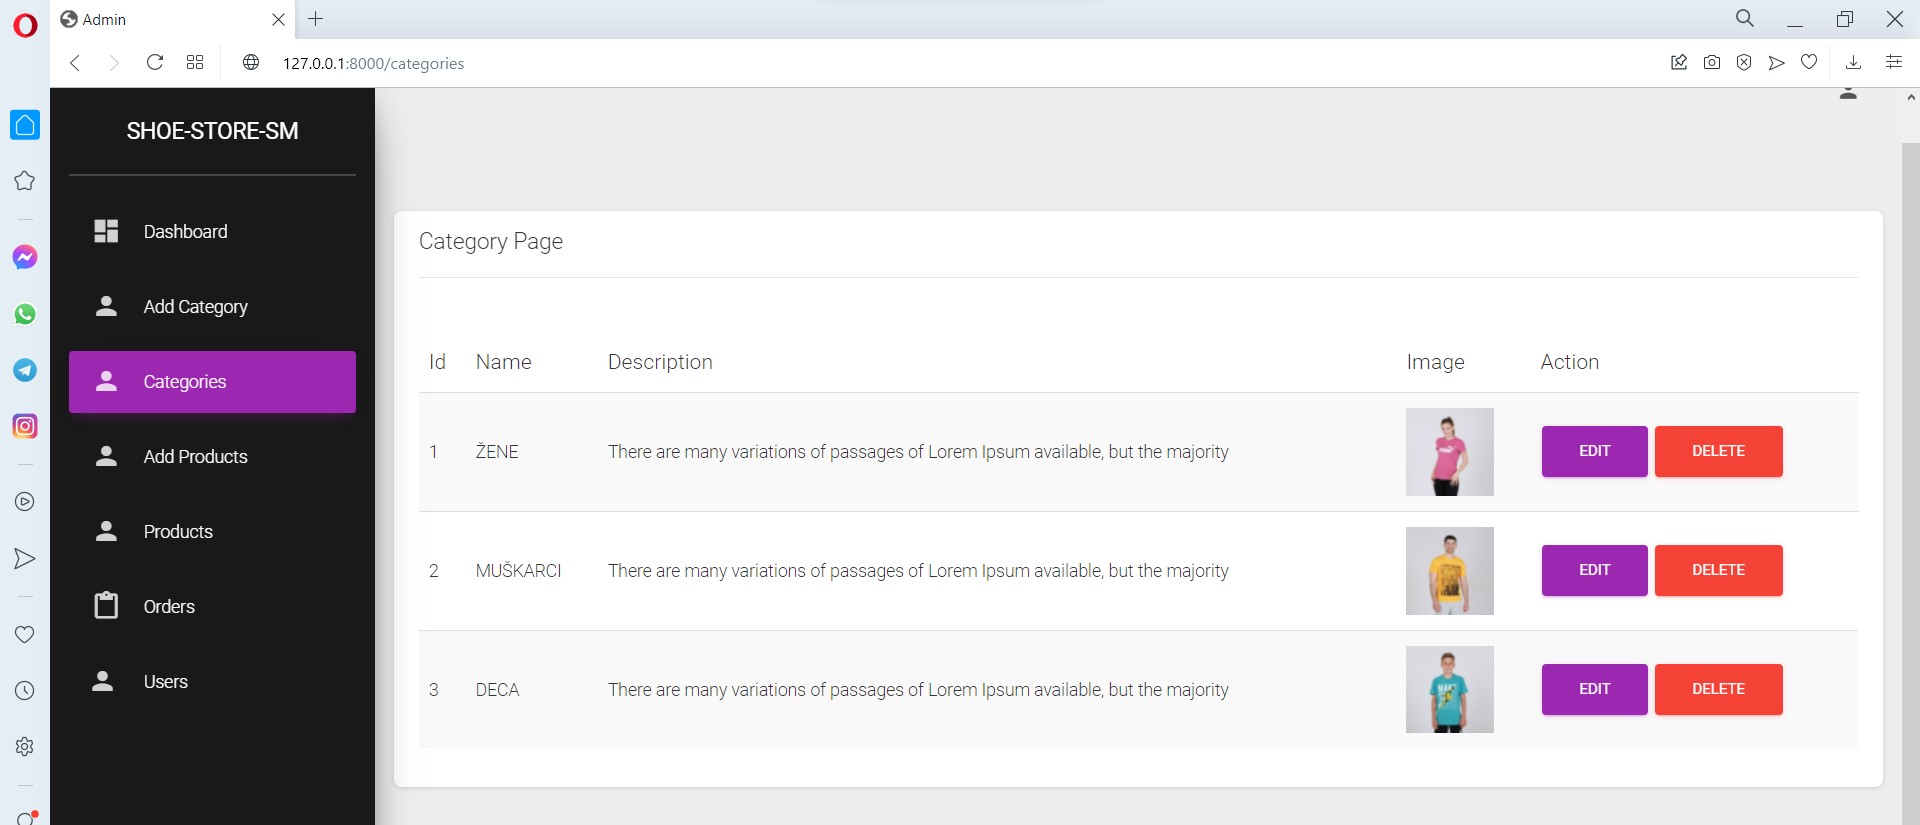 Admin
127.0.0.1:8000/categories
SHOE-STORE-SM
Dashboard
Add Category
Categories
Add Products
Products
Orders
Users
Category Page
Id Name Description Image Action
1 ŽENE There are many variations of passages of Lorem Ipsum available, but the majority EDIT DELETE
2 MUŠKARCI There are many variations of passages of Lorem Ipsum available, but the majority EDIT DELETE
3 DECA There are many variations of passages of Lorem Ipsum available, but the majority EDIT DELETE